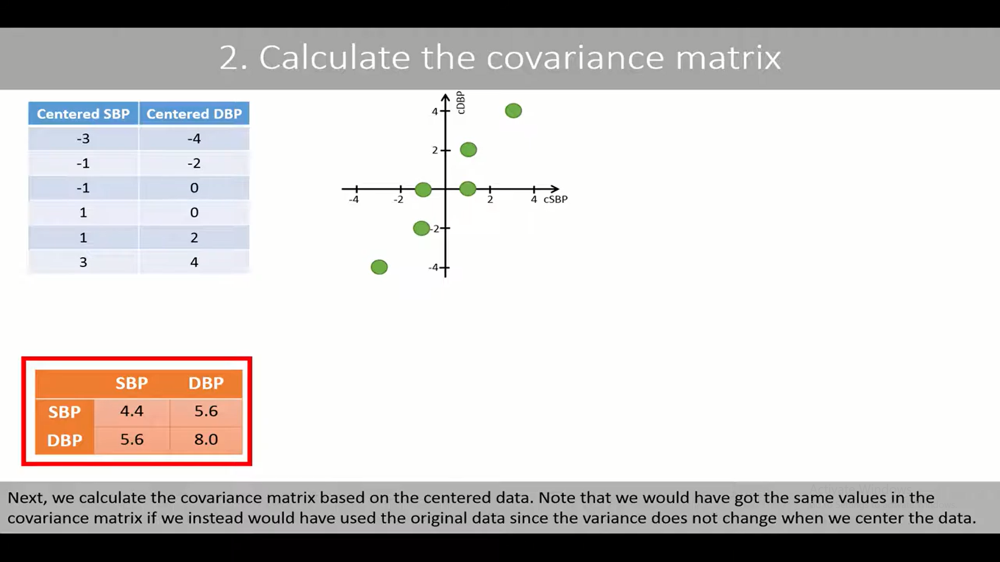 2. Calculate the covariance matrix
Centered SBP Centered DBP
-3 -4
-1 -2
-1 0
1 0
1 2
3 4
cDBP
4
2
-4 -2 2 4 cSBP
-2
-4
SBP DBP
SBP 4.4 5.6
DBP 5.6 8.0
Next, we calculate the covariance matrix based on the centered data. Note that we would have got the same values in the
covariance matrix if we instead would have used the original data since the variance does not change when we center the data.
Activate Windows
Go to Settings to activate Windows.